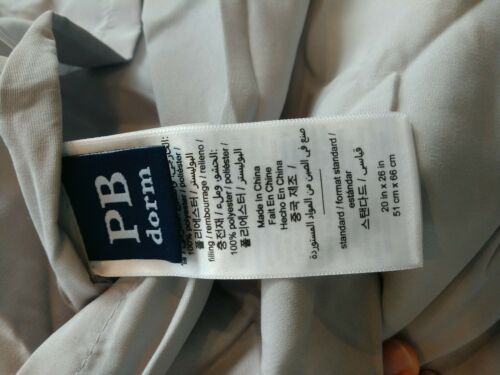 PB
dorm
100% polyester / poliéster /
폴리에스터 / البوليستر
filling / rembourrage / relleno /
충전재 / الحشو وملء:
100% polyester / poliéster /
폴리에스터 / البوليستر
Made In China
Fait En Chine
Hecho En China
중국 제조 /
صنع في الصين من المواد المستوردة
standard / format standard /
estándar
스탠다드 / قياسي
20 in x 26 in
51 cm x 66 cm